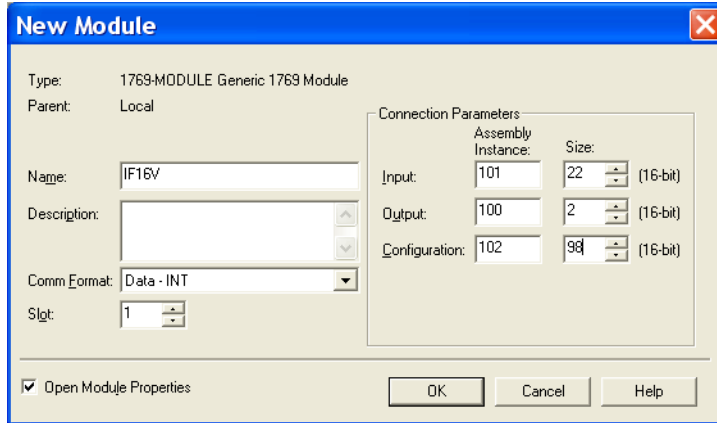 New Module
Type: 1769-MODULE Generic 1769 Module
Parent: Local
Connection Parameters
Assembly Instance: Size:
Name: IF16V
Input: 101 22 (16-bit)
Description:
Output: 100 2 (16-bit)
Configuration: 102 98 (16-bit)
Comm Format: Data - INT
Slot: 1
Open Module Properties
OK Cancel Help